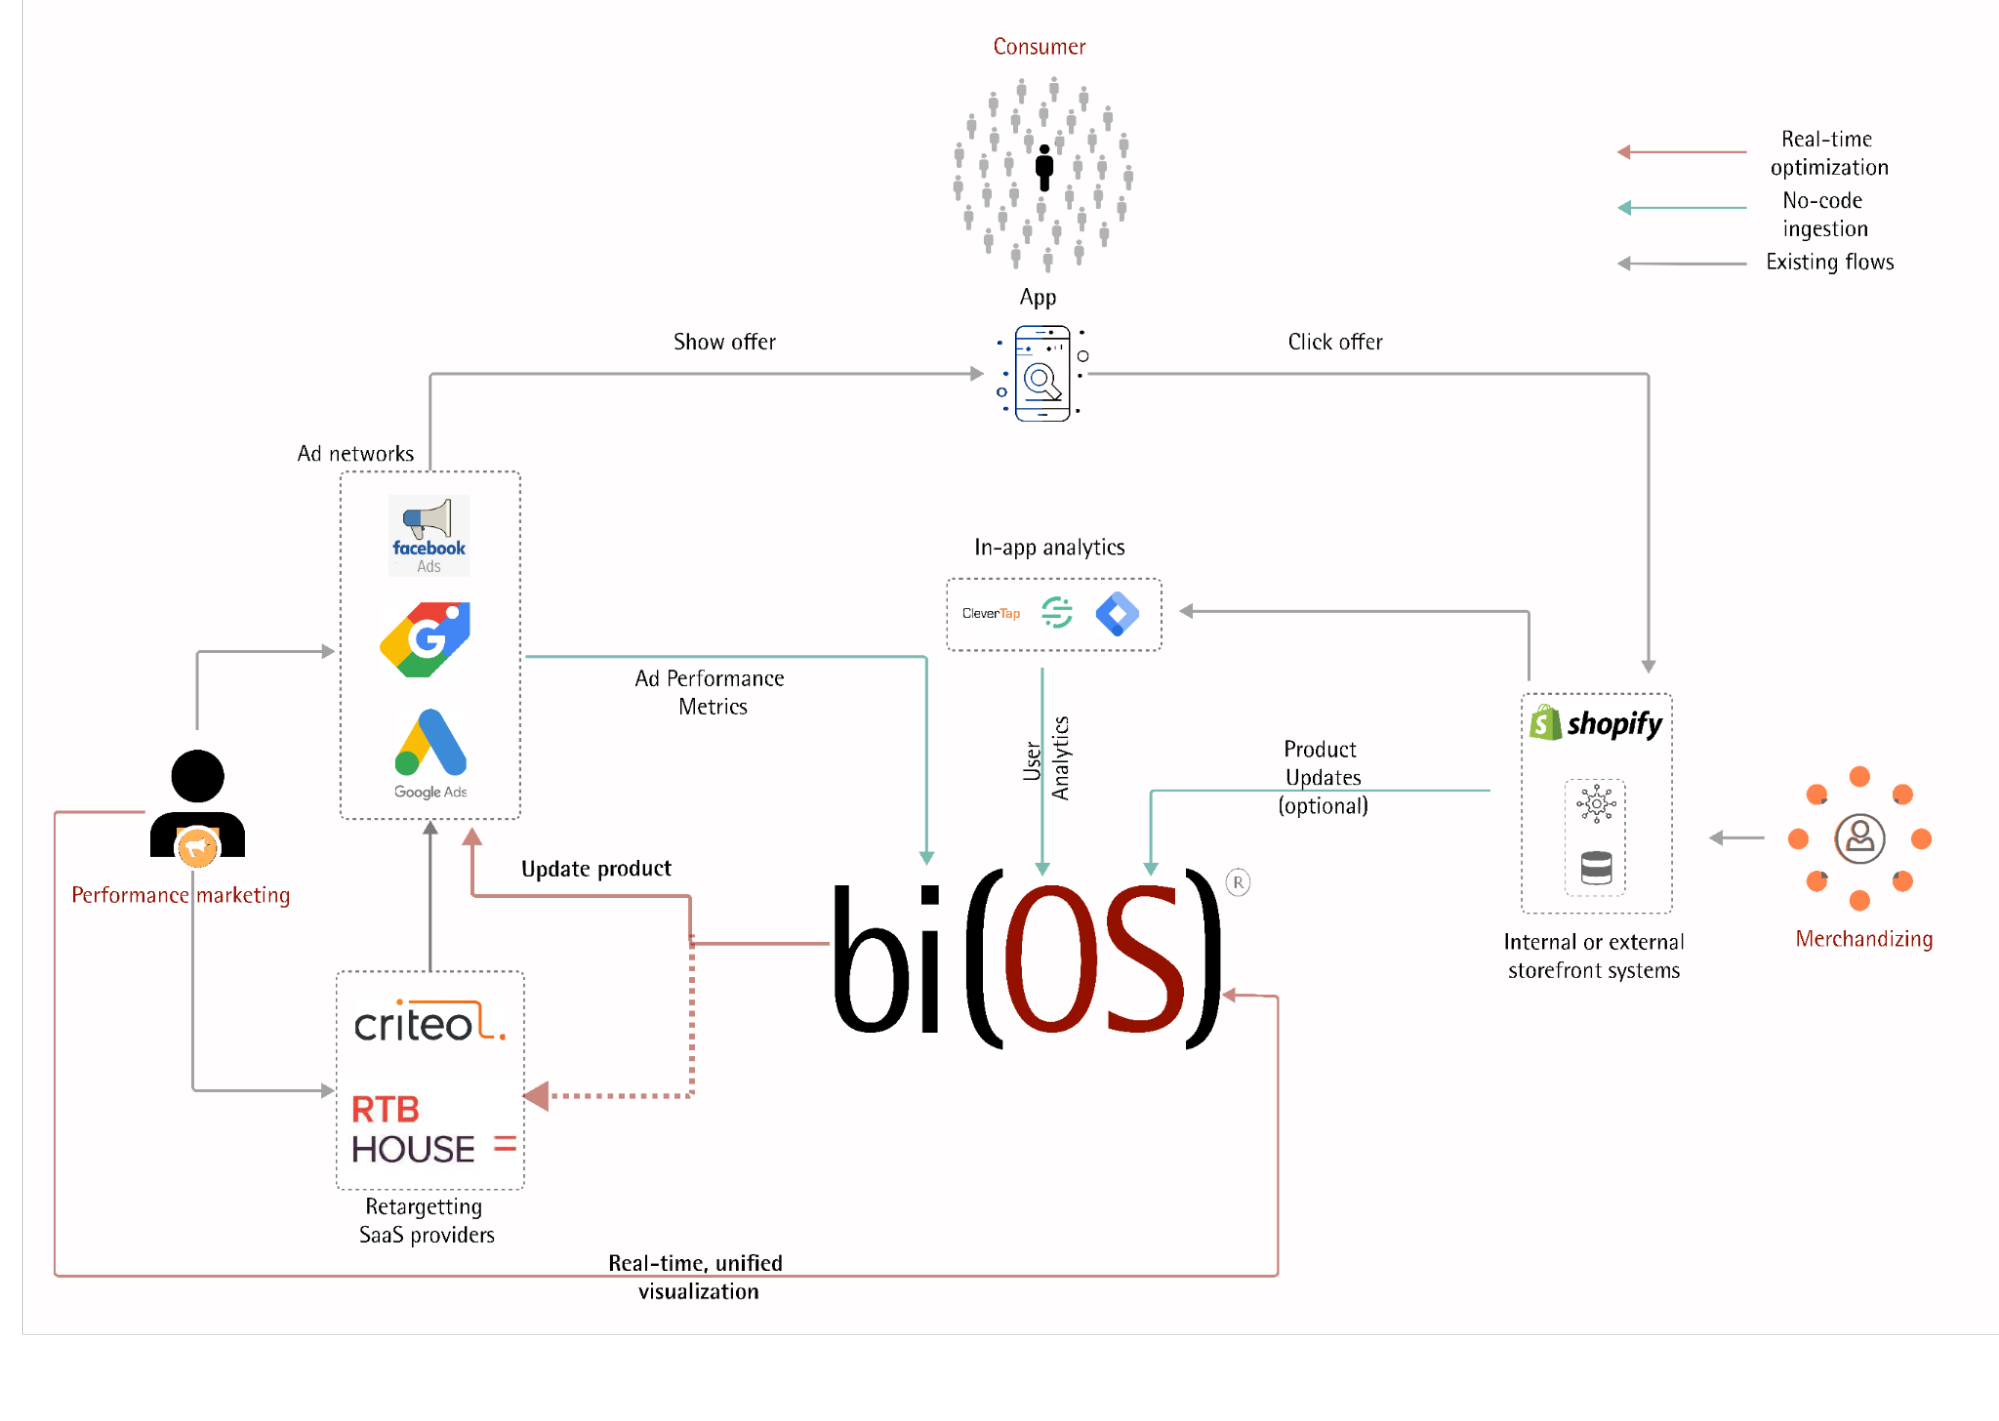 Consumer
Real-time
optimization
No-code
ingestion
Existing flows
App
Show offer
Click offer
Ad networks
facebook
Ads
In-app analytics
CleverTap
G
Ad Performance
Metrics
User
Analytics
S
shopify
Product
Updates
(optional)
Google Ads
Update product
Performance marketing
bi(OS)®
Internal or external
storefront systems
Merchandizing
criteo
RTB
HOUSE
Retargetting
SaaS providers
Real-time, unified
visualization